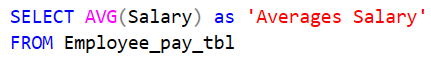 SELECT AVG(Salary) as 'Averages Salary'
FROM Employee_pay_tbl